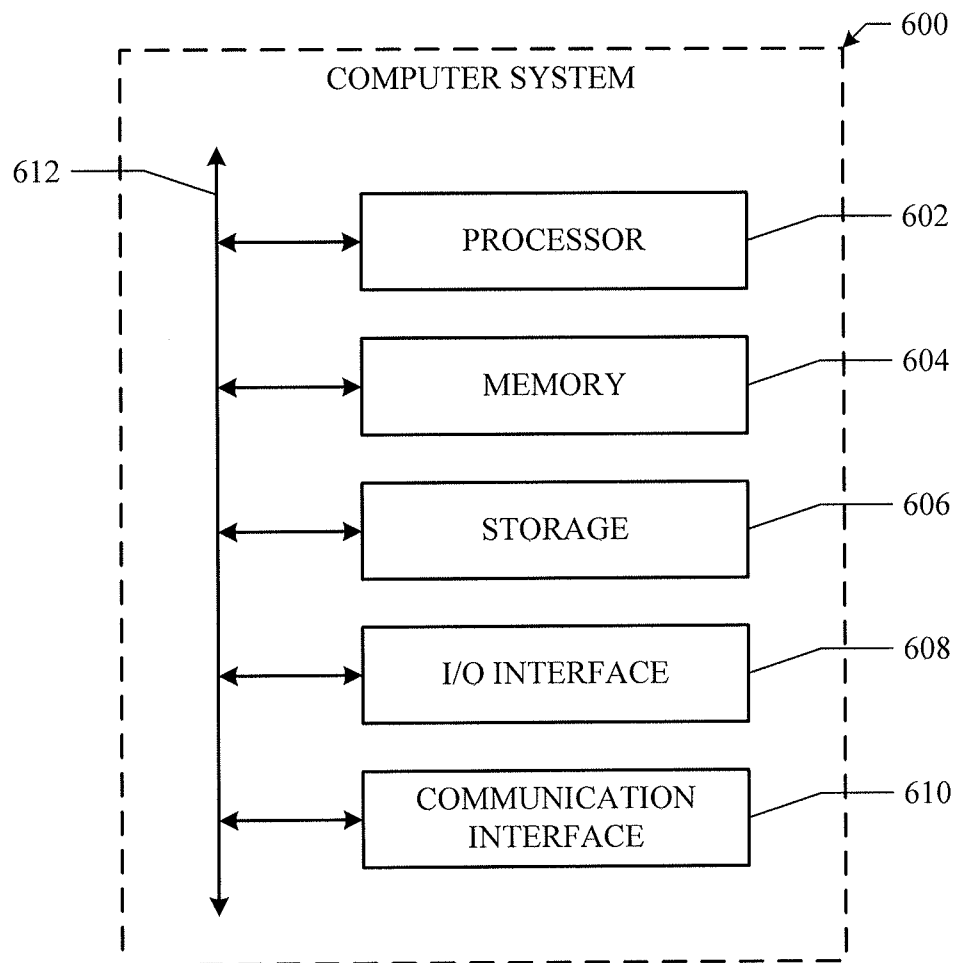 600
COMPUTER SYSTEM
612
PROCESSOR
602
MEMORY
604
STORAGE
606
I/O INTERFACE
608
COMMUNICATION
INTERFACE
610